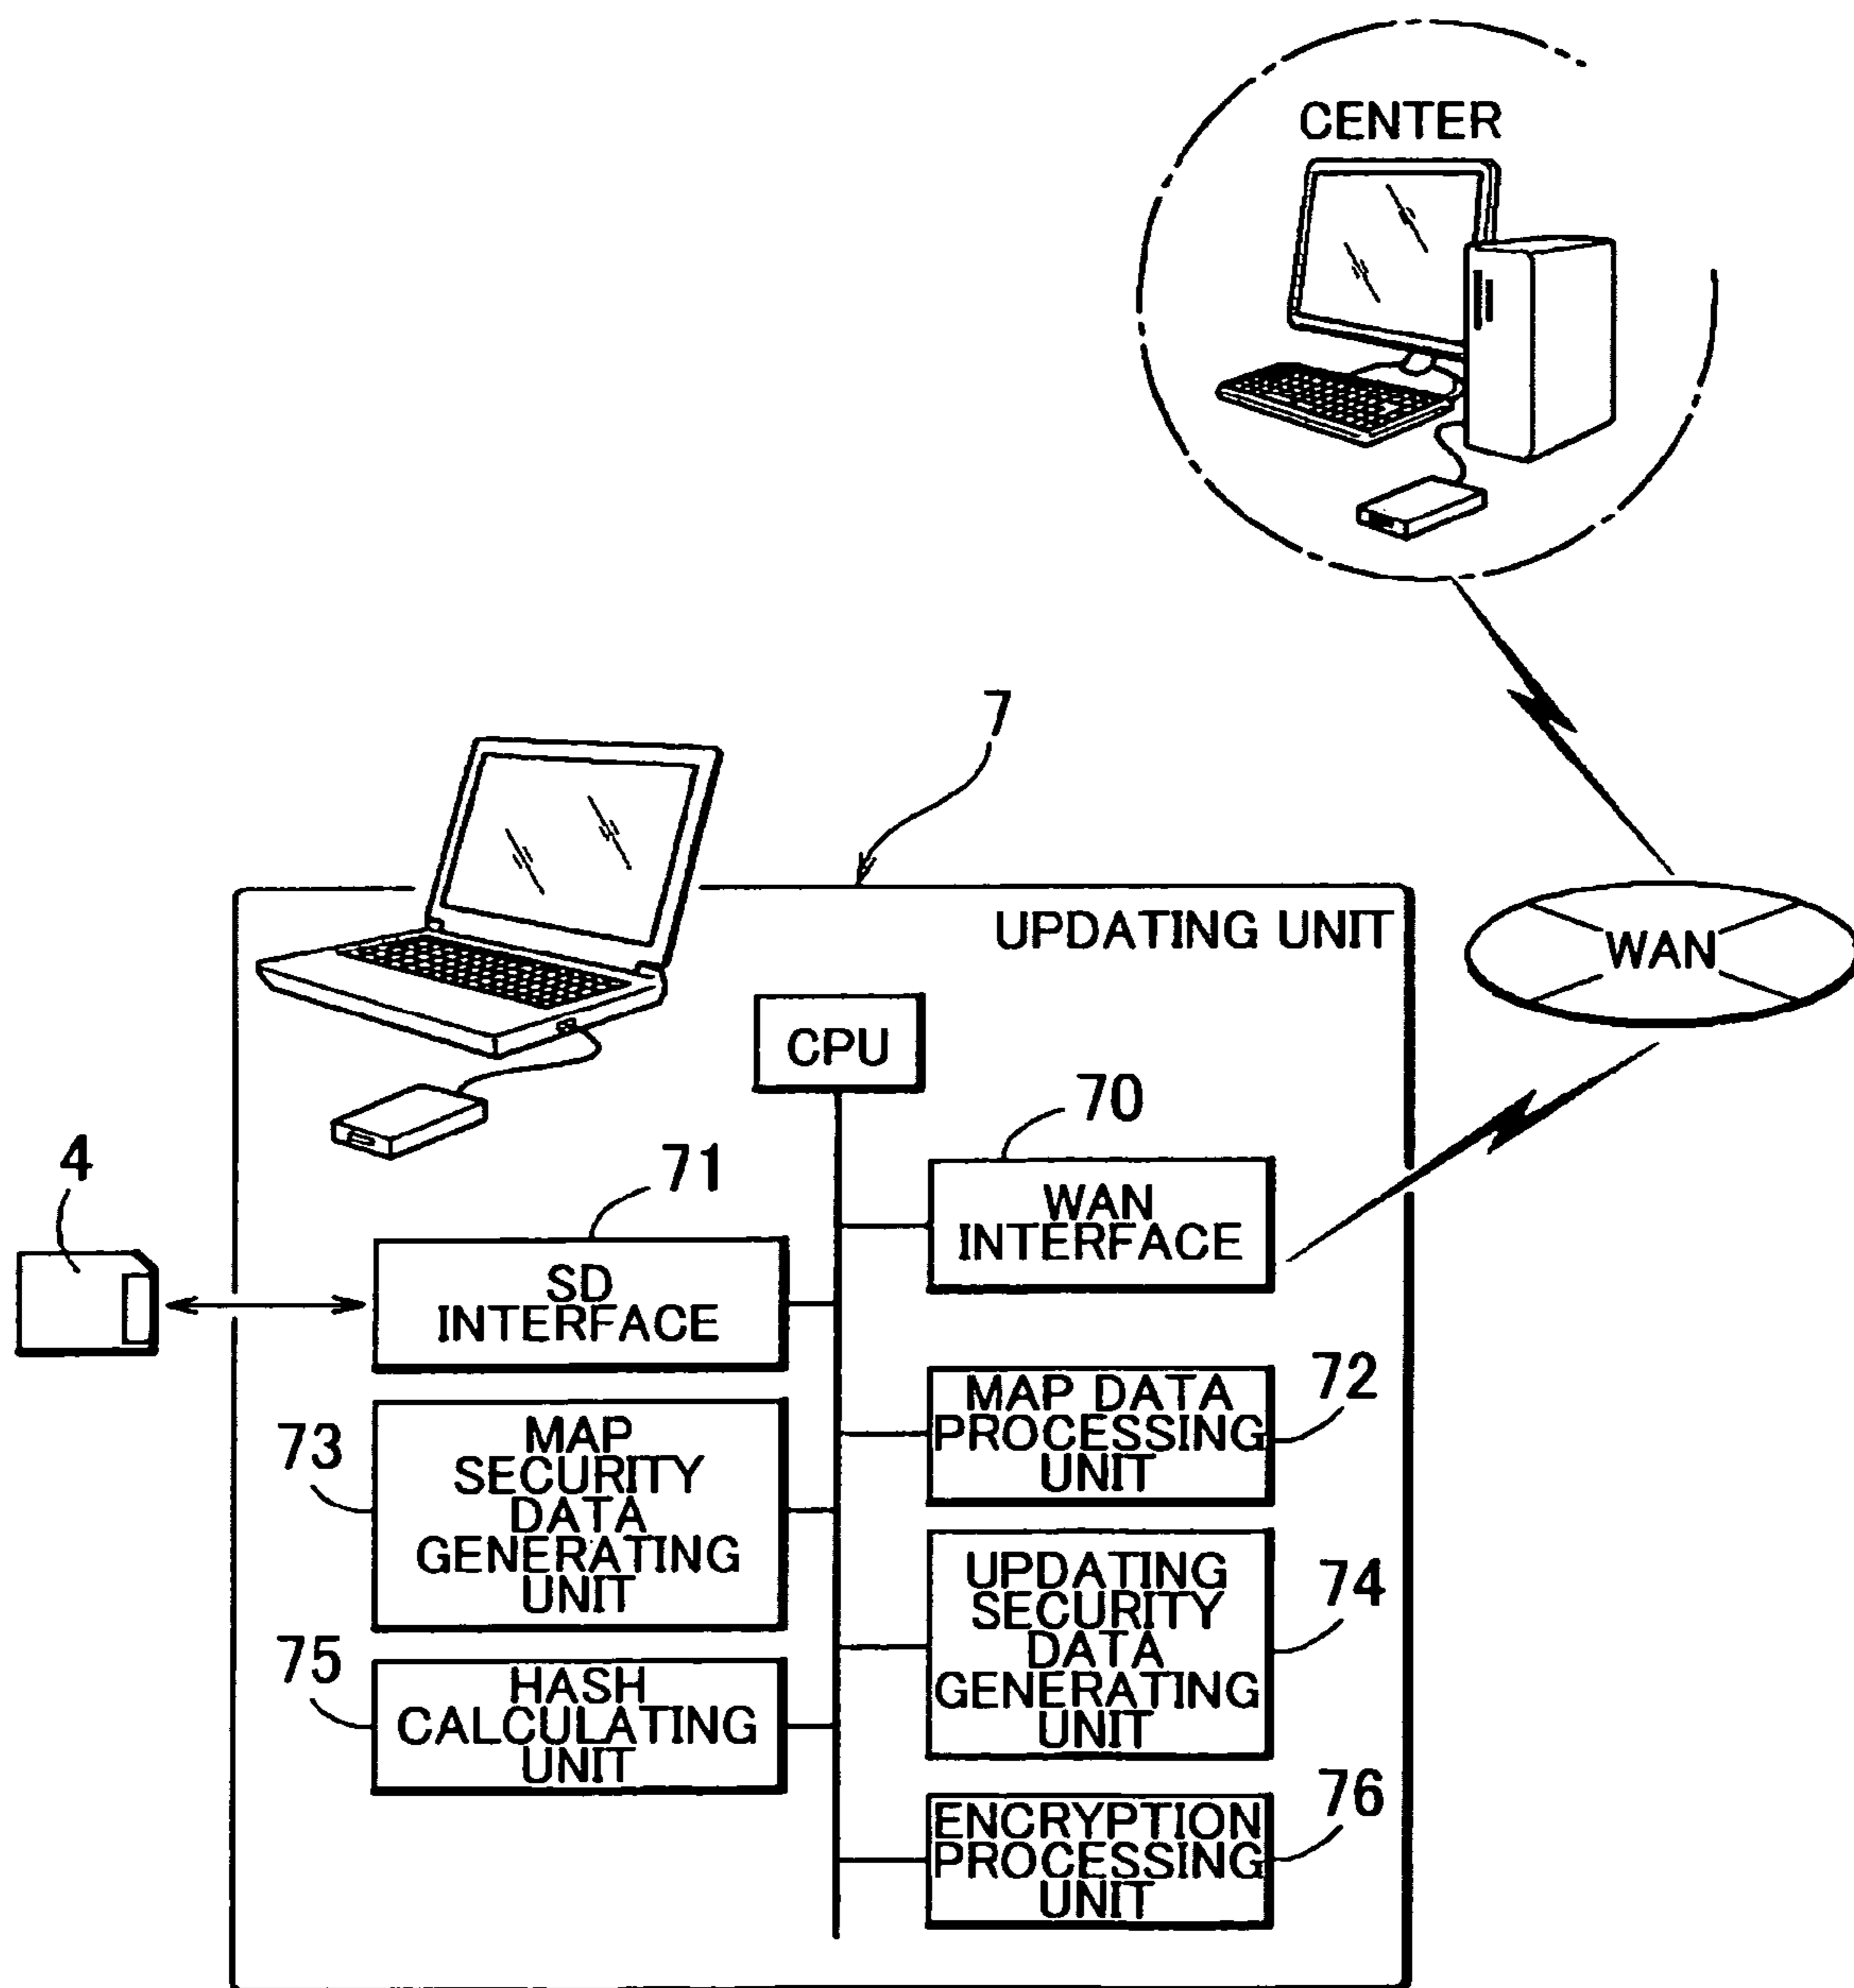 CENTER
7
UPDATING UNIT
WAN
CPU
70
WAN
INTERFACE
4
71
SD
INTERFACE
72
MAP DATA
PROCESSING
UNIT
73
MAP
SECURITY
DATA
GENERATING
UNIT
74
UPDATING
SECURITY
DATA
GENERATING
UNIT
75
HASH
CALCULATING
UNIT
76
ENCRYPTION
PROCESSING
UNIT